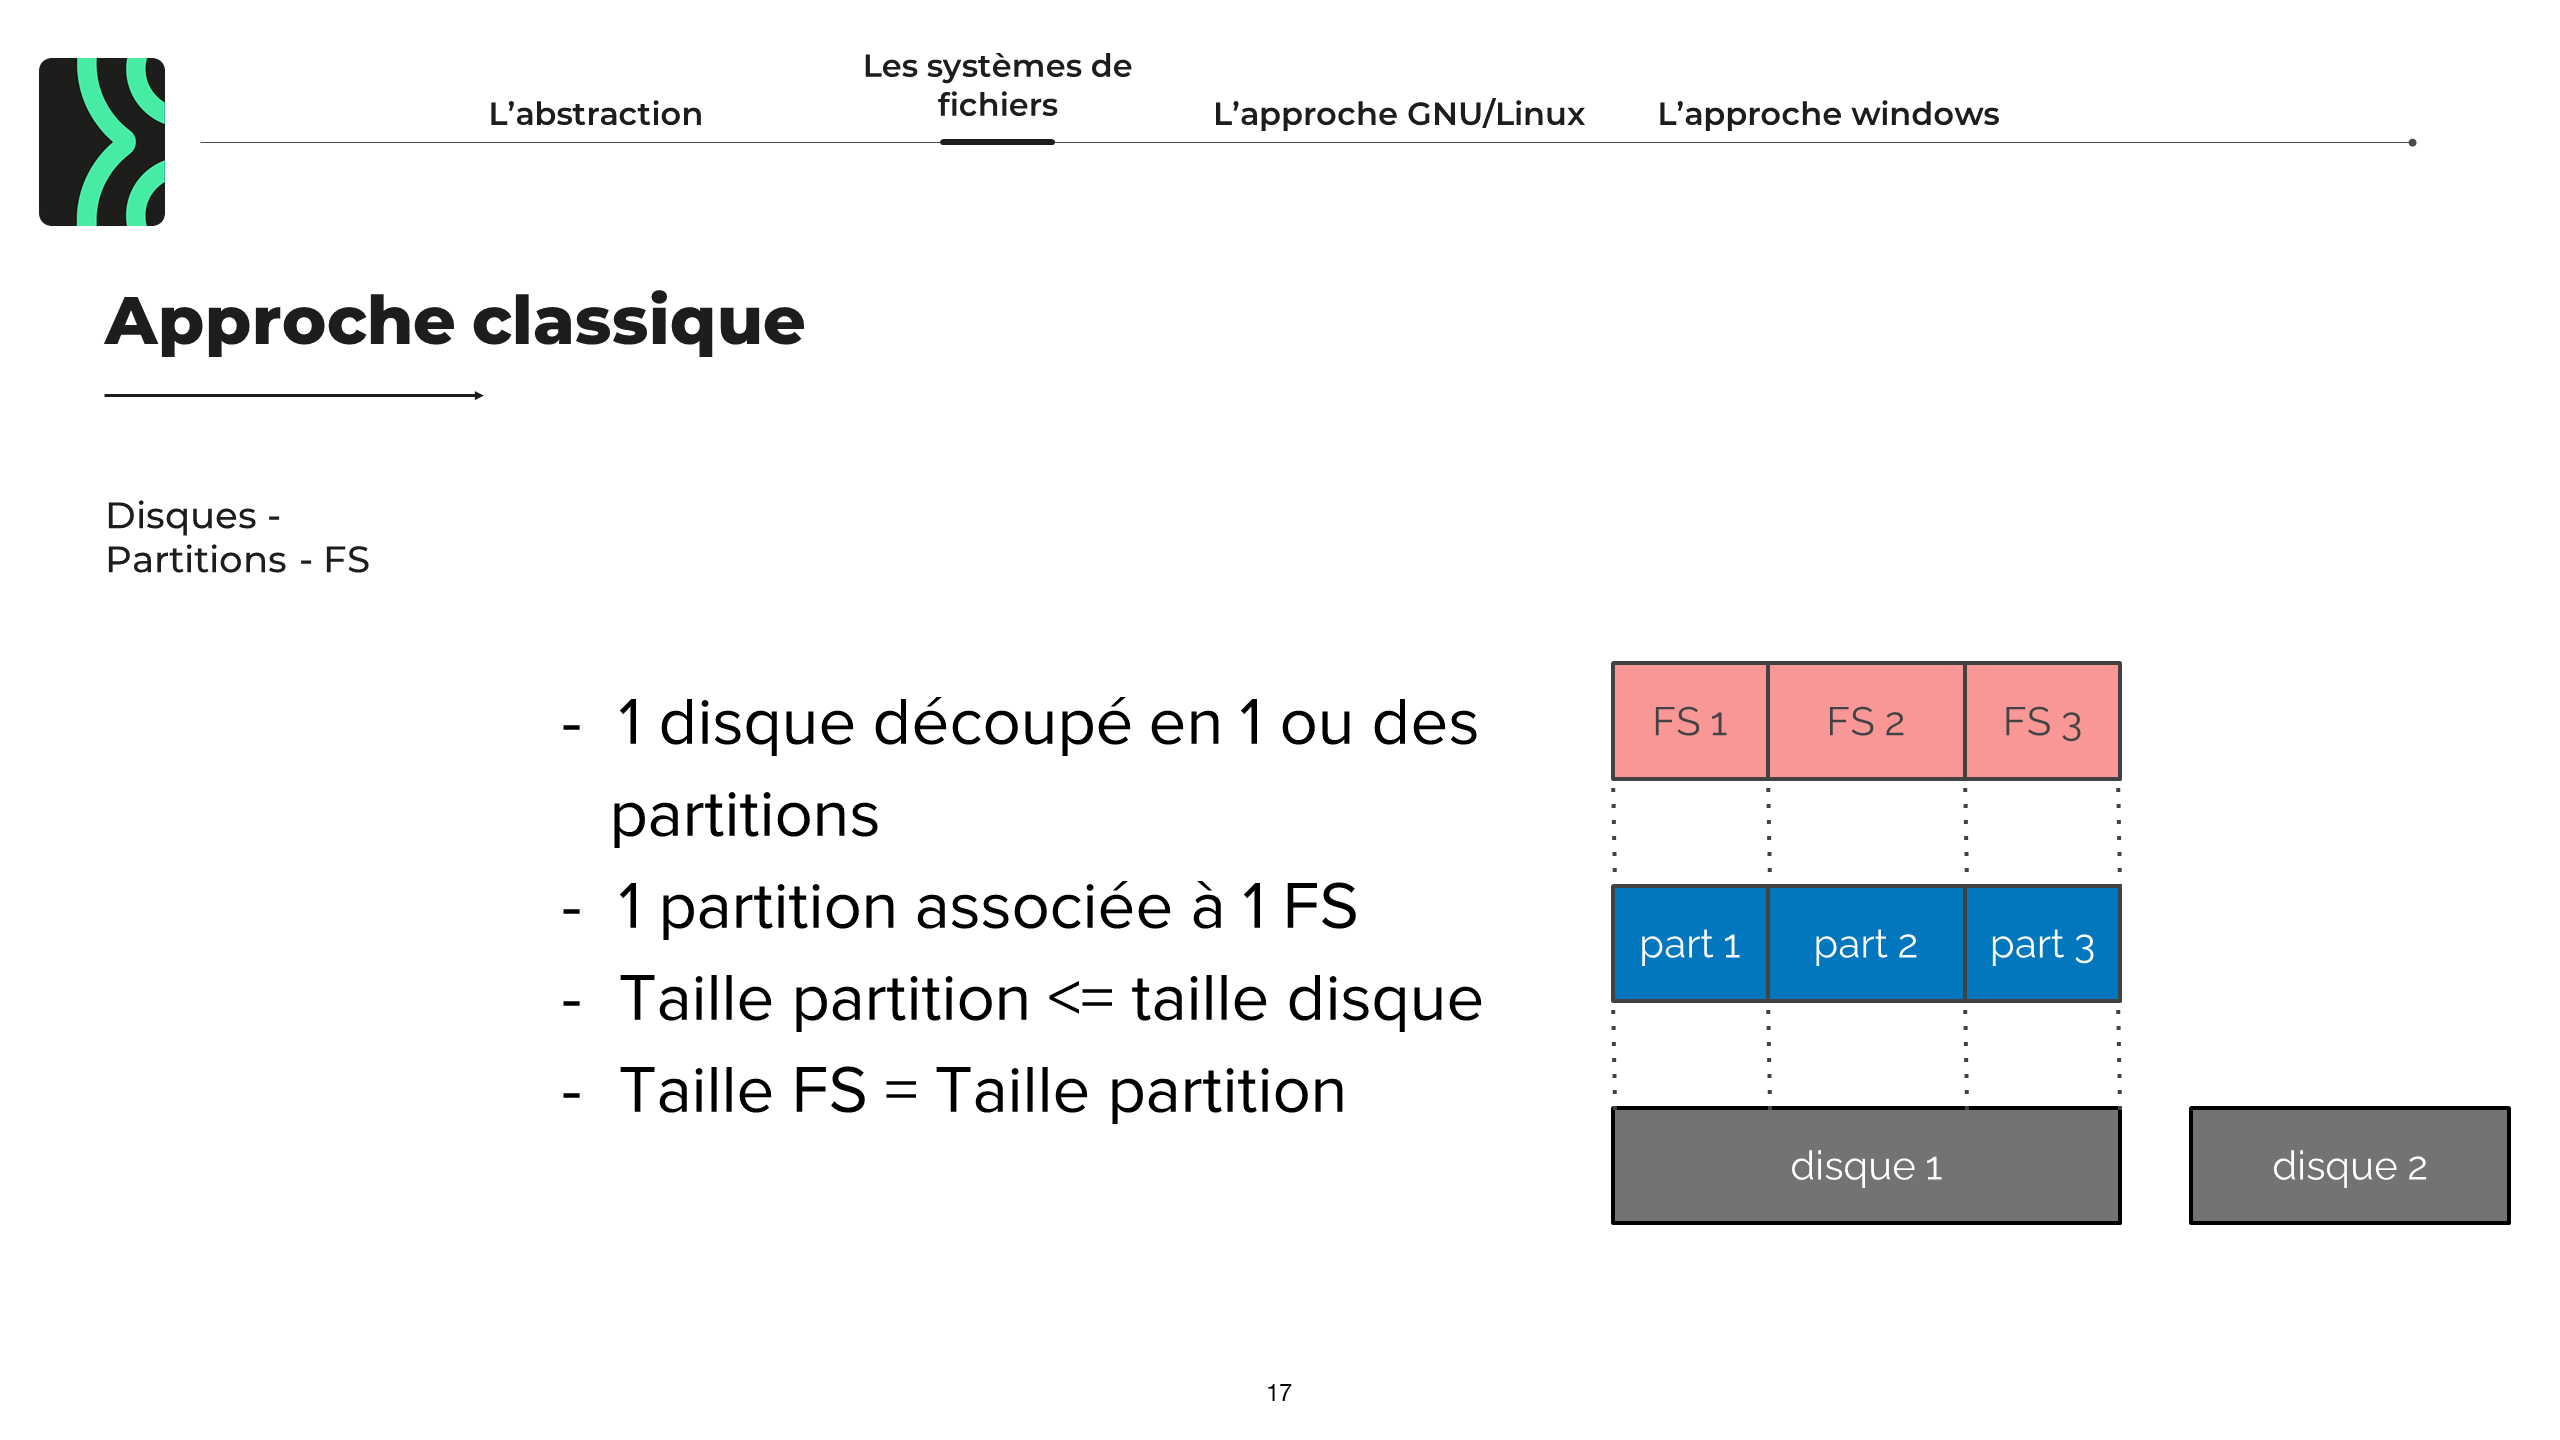 L’abstraction
Les systèmes de
fichiers
L’approche GNU/Linux
L’approche windows
Approche classique
Disques -
Partitions - FS
- 1 disque découpé en 1 ou des
partitions
- 1 partition associée à 1 FS
- Taille partition <= taille disque
- Taille FS = Taille partition
FS 1
FS 2
FS 3
part 1
part 2
part 3
disque 1
disque 2
17